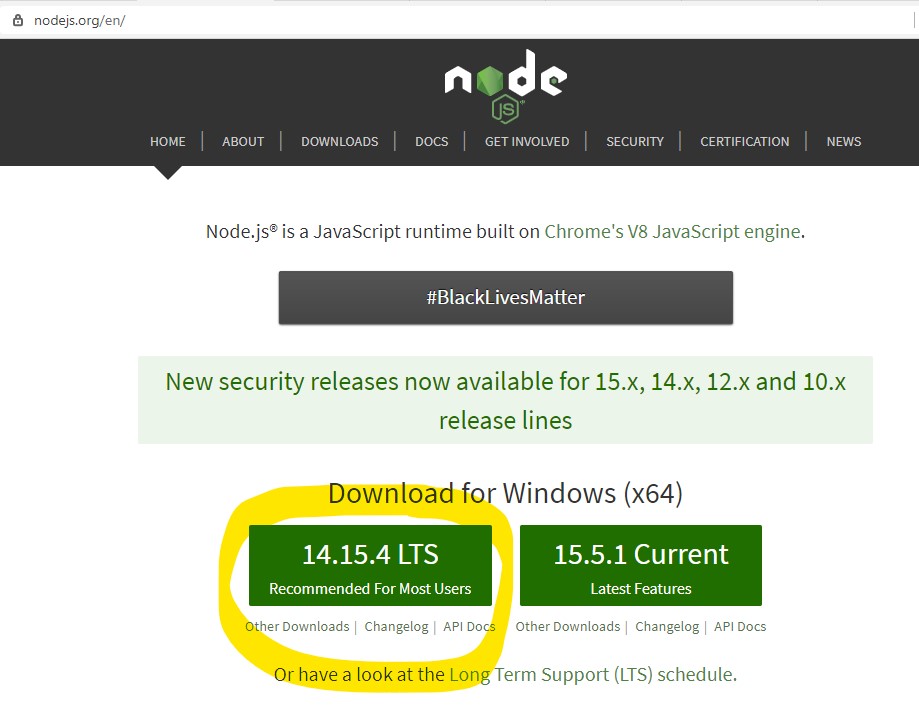 nodejs.org/en/
node
JS
HOME | ABOUT | DOWNLOADS | DOCS | GET INVOLVED | SECURITY | CERTIFICATION | NEWS
Node.js® is a JavaScript runtime built on Chrome's V8 JavaScript engine.
#BlackLivesMatter
New security releases now available for 15.x, 14.x, 12.x and 10.x
release lines
Download for Windows (x64)
14.15.4 LTS
Recommended For Most Users
Other Downloads | Changelog | API Docs
15.5.1 Current
Latest Features
Other Downloads | Changelog | API Docs
Or have a look at the Long Term Support (LTS) schedule.